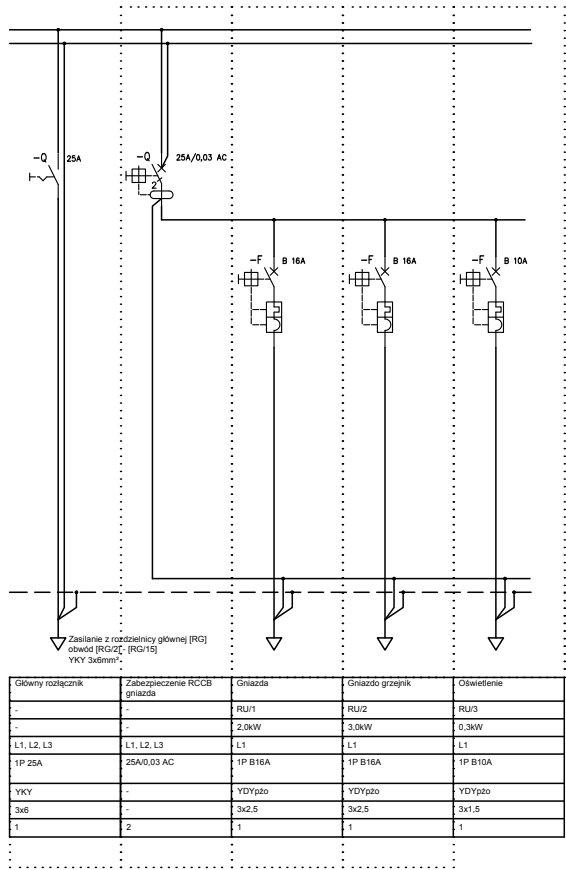 -Q 25A
-Q 25A/0,03 AC
2
-F B 16A
-F B 16A
-F B 10A
Zasilanie z rozdzielnicy głównej [RG]
obwód [RG/2] - [RG/15]
YKY 3x6mm²
Główny rozłącznik
Zabezpieczenie RCCB
gniazda
Gniazda
Gniazdo grzejnik
Oświetlenie
- - RU/1 RU/2 RU/3
- - 2,0kW 3,0kW 0,3kW
L1, L2, L3 L1, L2, L3 L1 L1 L1
1P 25A 25A/0,03 AC 1P B16A 1P B16A 1P B10A
YKY - YDYpżo YDYpżo YDYpżo
3x6 - 3x2,5 3x2,5 3x1,5
1 2 1 1 1